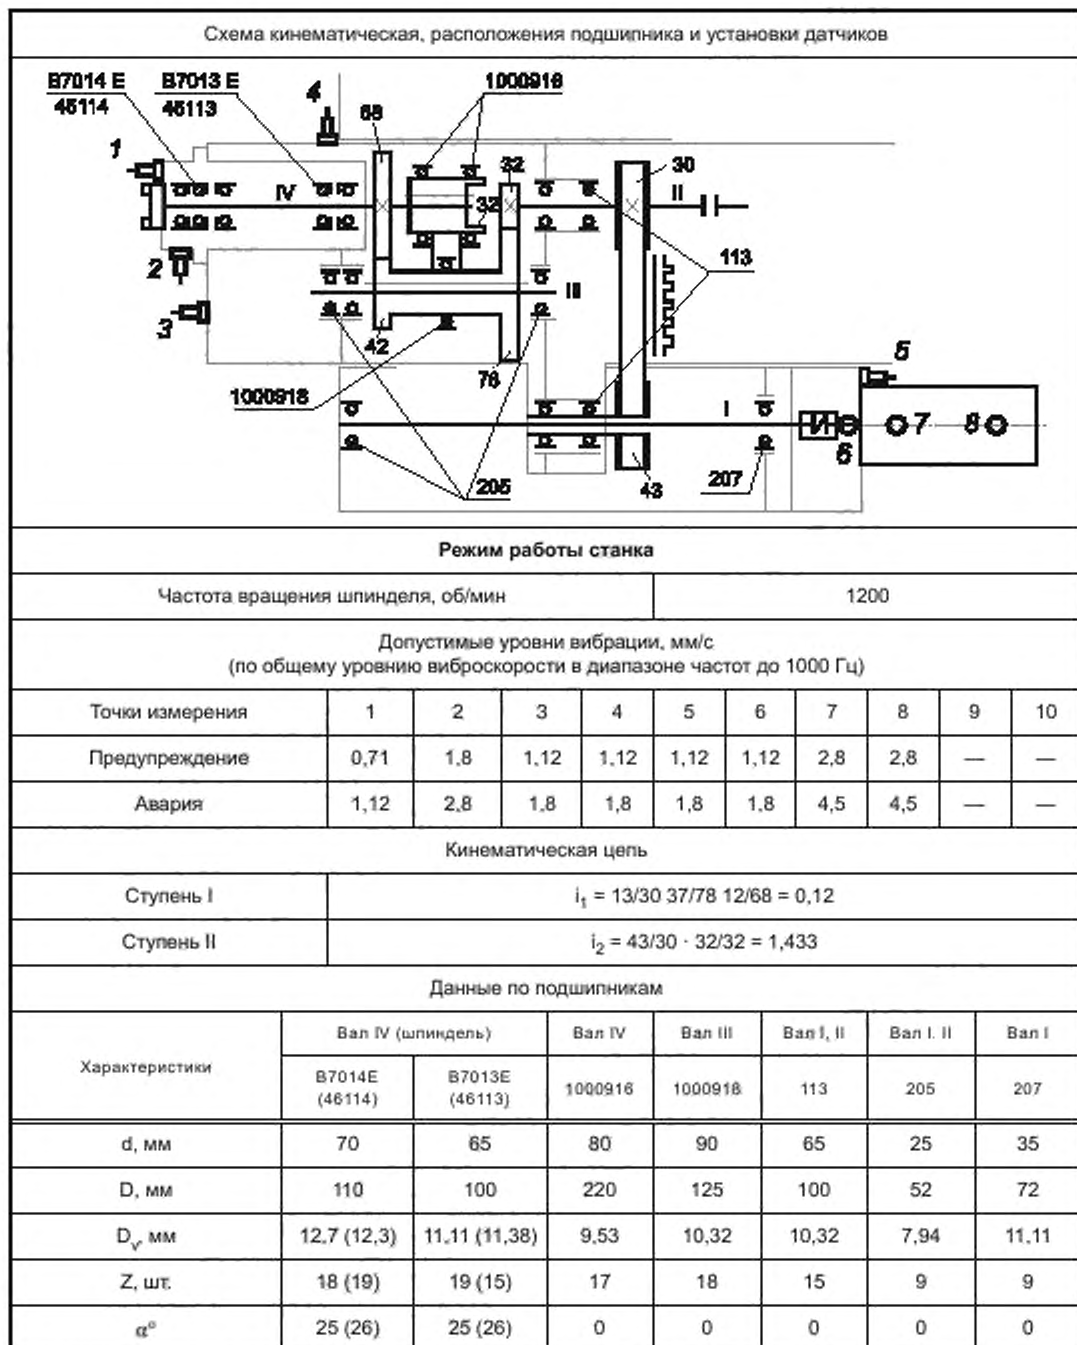 Схема кинематическая, расположения подшипника и установки датчиков
В7014 Е
46114
В7013 Е
46113
4
68
1000916
1
32
30
IV
II
32
113
2
III
3
42
76
5
1000918
I
И
7
8
6
205
207
43
Режим работы станка
Частота вращения шпинделя, об/мин 1200
Допустимые уровни вибрации, мм/с
(по общему уровнию виброскорости в диапазоне частот до 1000 Гц)
Точки измерения 1 2 3 4 5 6 7 8 9 10
Предупреждение 0,71 1,8 1,12 1,12 1,12 1,12 2,8 2,8 — —
Авария 1,12 2,8 1,8 1,8 1,8 1,8 4,5 4,5 — —
Кинематическая цепь
Ступень I i1 = 13/30 37/78 12/68 = 0,12
Ступень II i2 = 43/30 · 32/32 = 1,433
Данные по подшипникам
Характеристики Вал IV (шпиндель) Вал IV Вал III Вал I, II Вал I. II Вал I
В7014Е (46114) В7013Е (46113) 1000916 1000918 113 205 207
d, мм 70 65 80 90 65 25 35
D, мм 110 100 220 125 100 52 72
Dv, мм 12,7 (12,3) 11,11 (11,38) 9,53 10,32 10,32 7,94 11,11
Z, шт. 18 (19) 19 (15) 17 18 15 9 9
α° 25 (26) 25 (26) 0 0 0 0 0